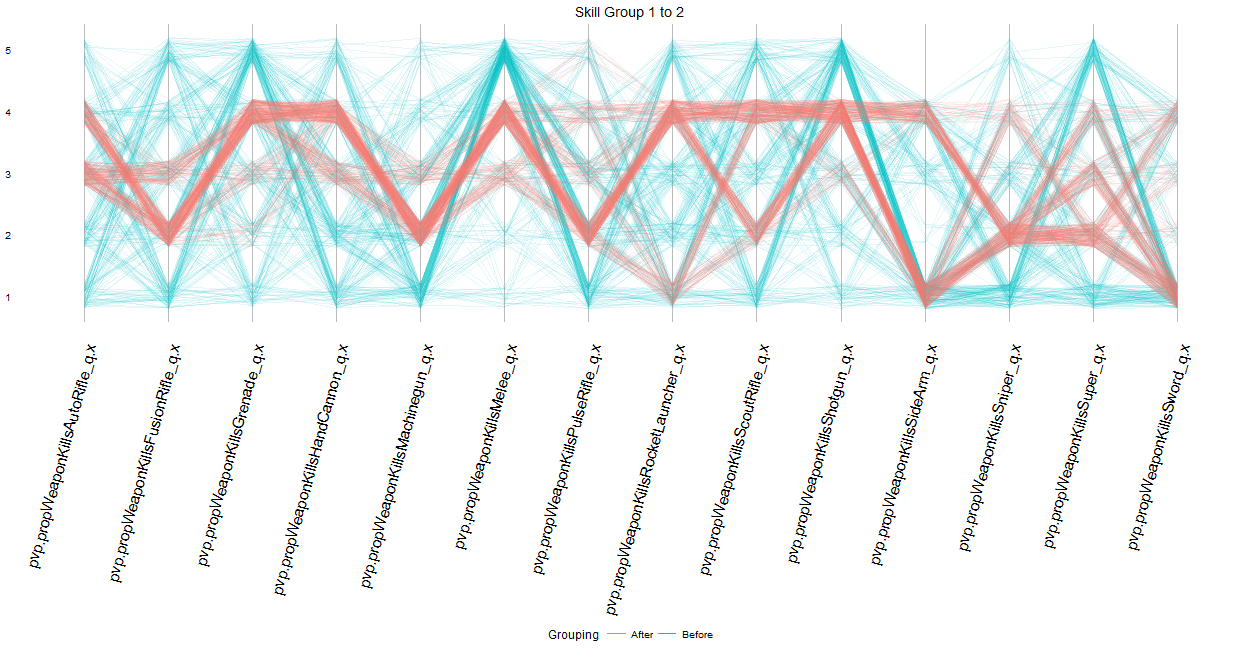 Skill Group 1 to 2
5
4
3
2
1
pvp.propWeaponKillsAutoRifle_q.x
pvp.propWeaponKillsFusionRifle_q.x
pvp.propWeaponKillsGrenade_q.x
pvp.propWeaponKillsHandCannon_q.x
pvp.propWeaponKillsMachinegun_q.x
pvp.propWeaponKillsMelee_q.x
pvp.propWeaponKillsPulseRifle_q.x
pvp.propWeaponKillsRocketLauncher_q.x
pvp.propWeaponKillsScoutRifle_q.x
pvp.propWeaponKillsShotgun_q.x
pvp.propWeaponKillsSideArm_q.x
pvp.propWeaponKillsSniper_q.x
pvp.propWeaponKillsSuper_q.x
pvp.propWeaponKillsSword_q.x
Grouping After Before